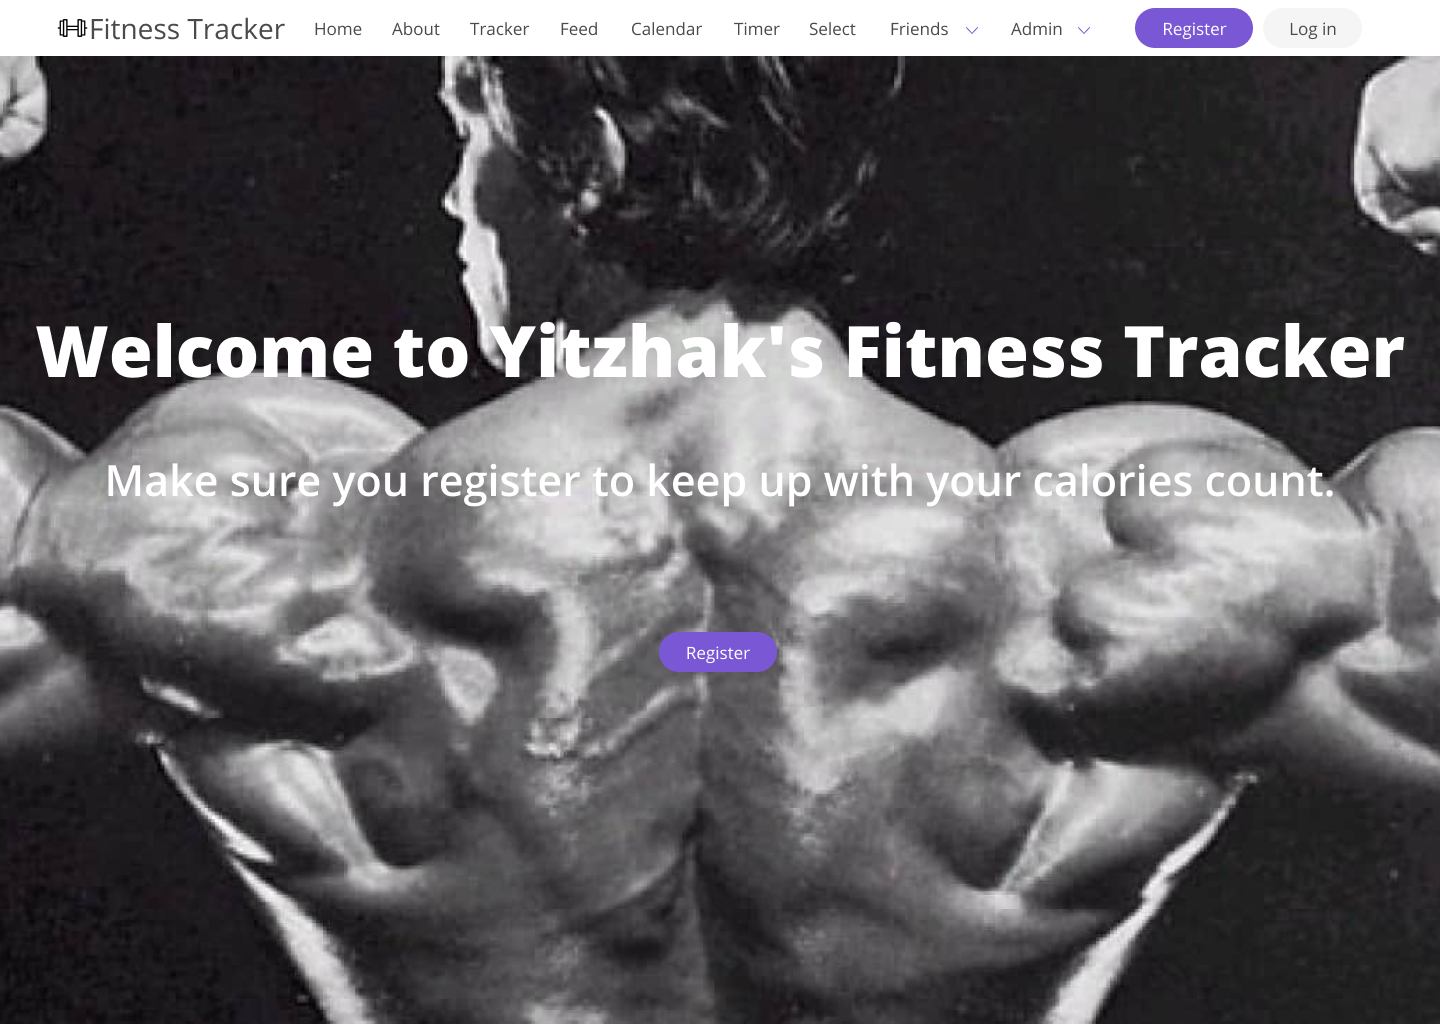 Fitness Tracker Home About Tracker Feed Calendar Timer Select Friends Admin Register Log in
Welcome to Yitzhak's Fitness Tracker
Make sure you register to keep up with your calories count.
Register